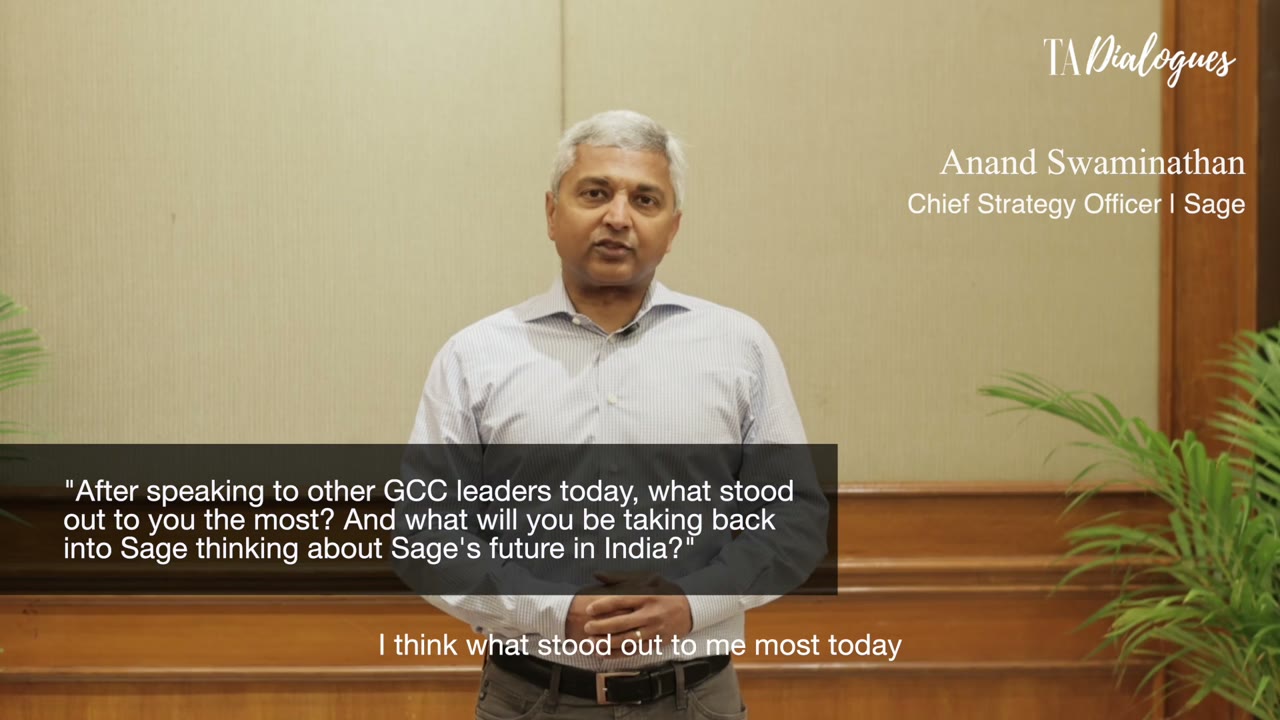 TA Dialogues
Anand Swaminathan
Chief Strategy Officer | Sage
"After speaking to other GCC leaders today, what stood
out to you the most? And what will you be taking back
into Sage thinking about Sage's future in India?"
I think what stood out to me most today